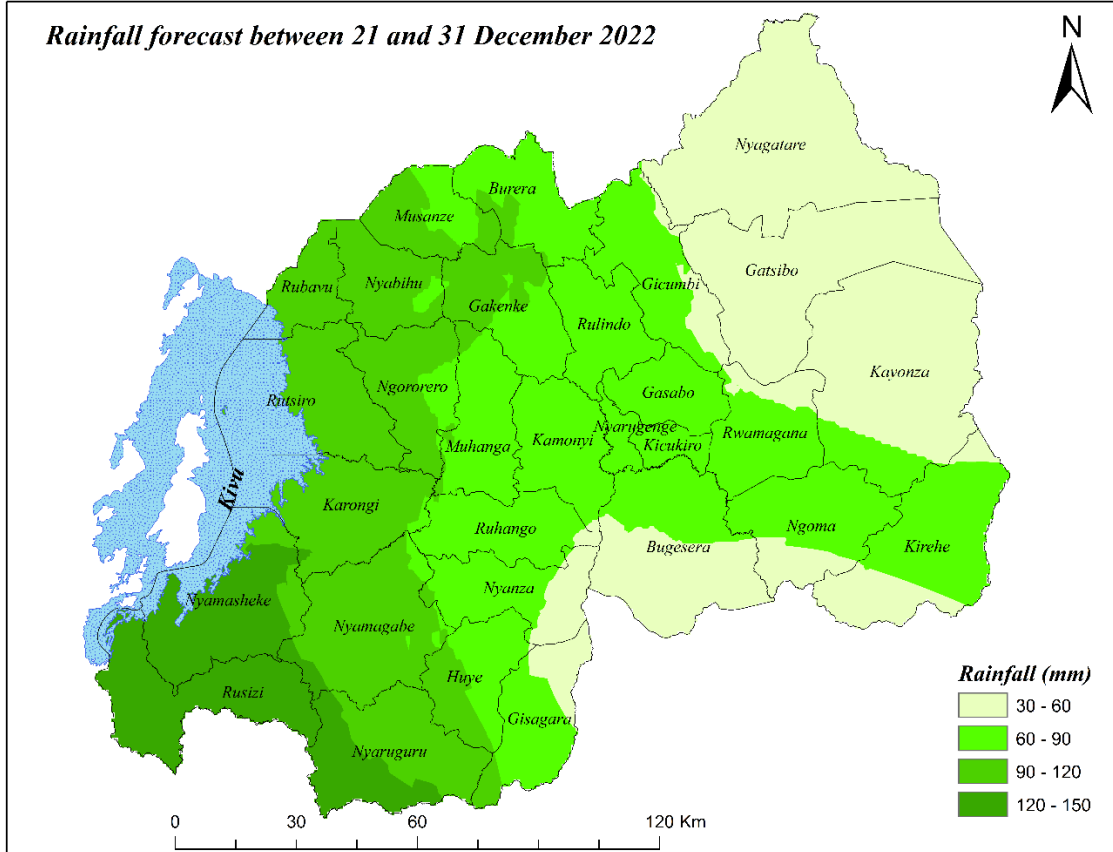 Rainfall forecast between 21 and 31 December 2022
N
Nyagatare
Burera
Musanze
Gatsibo
Rubavu
Nyabihu
Gicumbi
Gakenke
Rulindo
Kayonza
Ngororero
Gasabo
Rutsiro
Nyarugenge
Rwamagana
Muhanga
Kamonyi
Kicukiro
Kivu
Karongi
Ruhango
Ngoma
Bugesera
Kirehe
Nyanza
Nyamasheke
Nyamagabe
Huye
Rusizi
Gisagara
Nyaruguru
Rainfall (mm)
30 - 60
60 - 90
90 - 120
120 - 150
0 30 60 120 Km